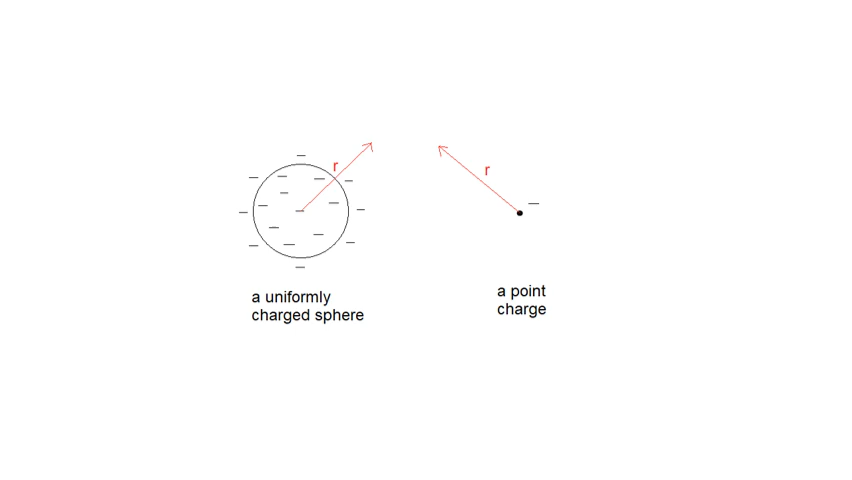 r
r
a uniformly
charged sphere
a point
charge